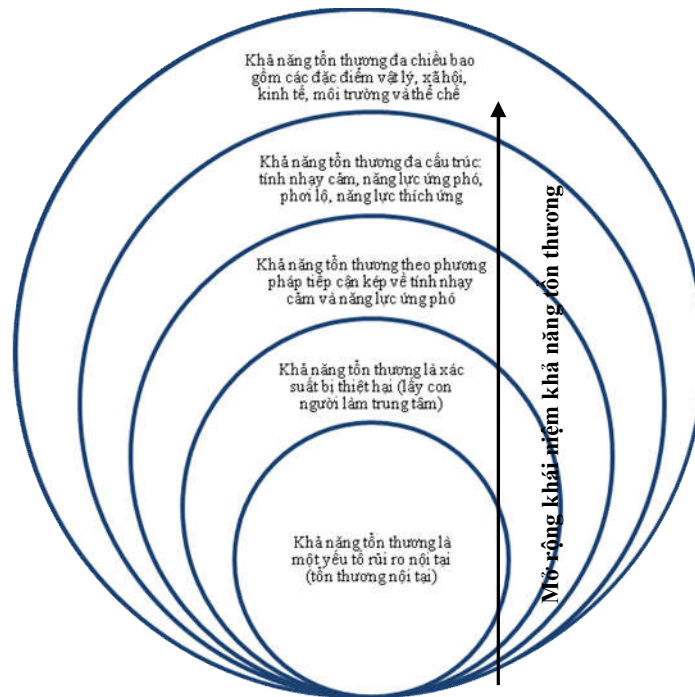 Khả năng tổn thương đa chiều bao
gồm các đặc điểm vật lý, xã hội,
kinh tế, môi trường và thể chế
Khả năng tổn thương đa cấu trúc:
tính nhạy cảm, năng lực ứng phó,
phơi lộ, năng lực thích ứng
Khả năng tổn thương theo phương
pháp tiếp cận kép về tính nhạy
cảm và năng lực ứng phó
Khả năng tổn thương là xác
suất bị thiệt hại (lấy con
người làm trung tâm)
Khả năng tổn thương là
một yếu tố rủi ro nội tại
(tổn thương nội tại)
Mở rộng khái niệm khả năng tổn thương